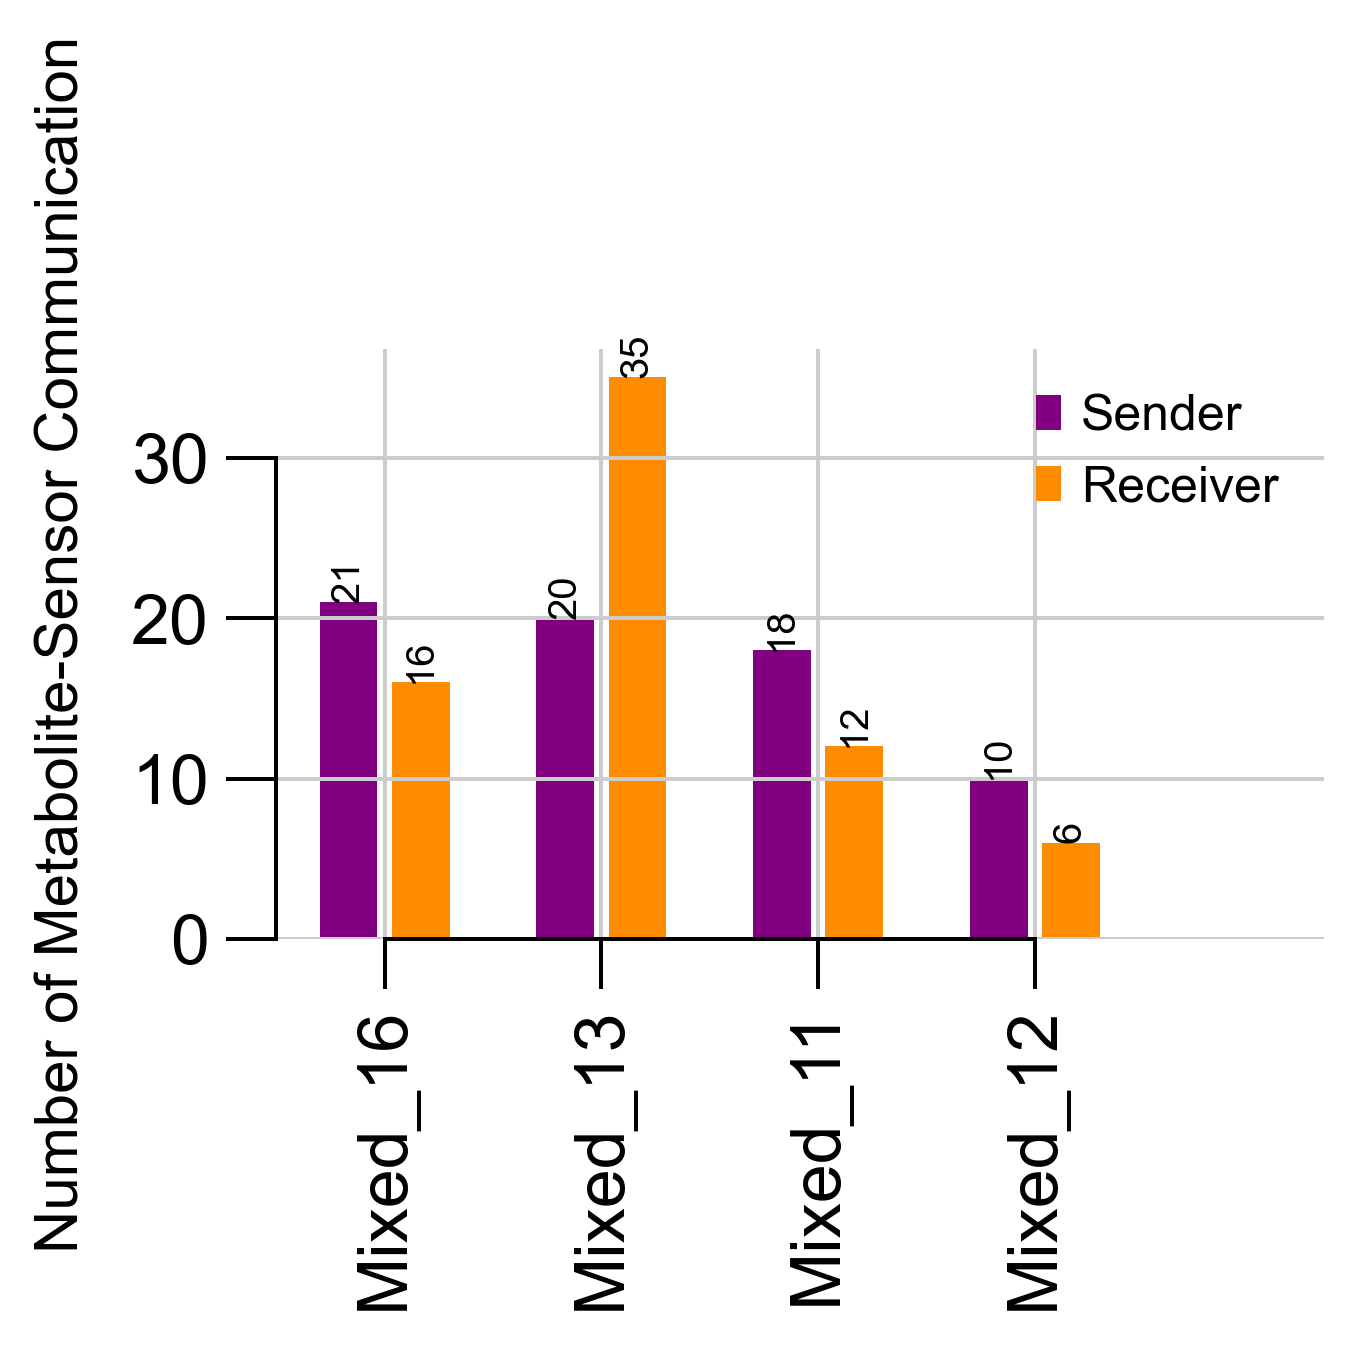 Number of Metabolite-Sensor Communication
30
20
10
0
21
16
20
35
18
12
10
6
Sender
Receiver
Mixed_16
Mixed_13
Mixed_11
Mixed_12